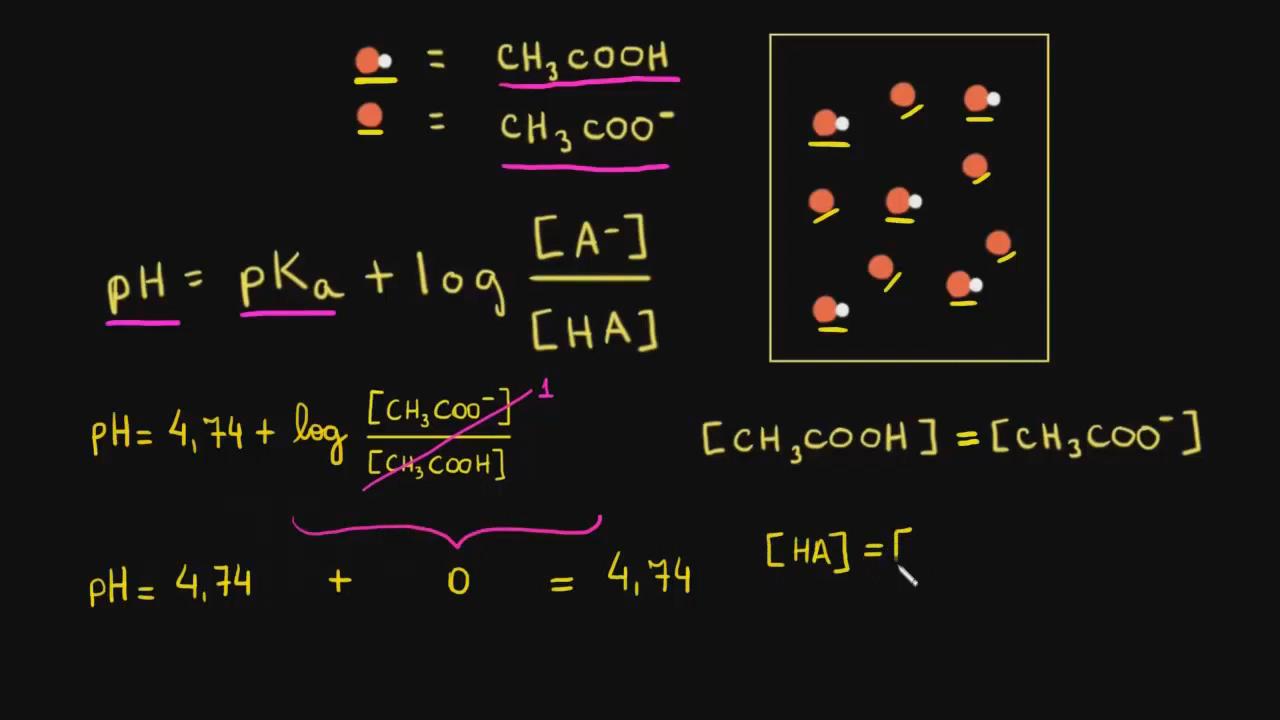 = CH₃COOH
= CH₃COO⁻
pH = pKa + log [A-] / [HA]
pH = 4,74 + log [CH₃COO⁻] / [CH₃COOH] 1
pH = 4,74 + 0 = 4,74
[CH₃COOH] = [CH₃COO⁻]
[HA] = [